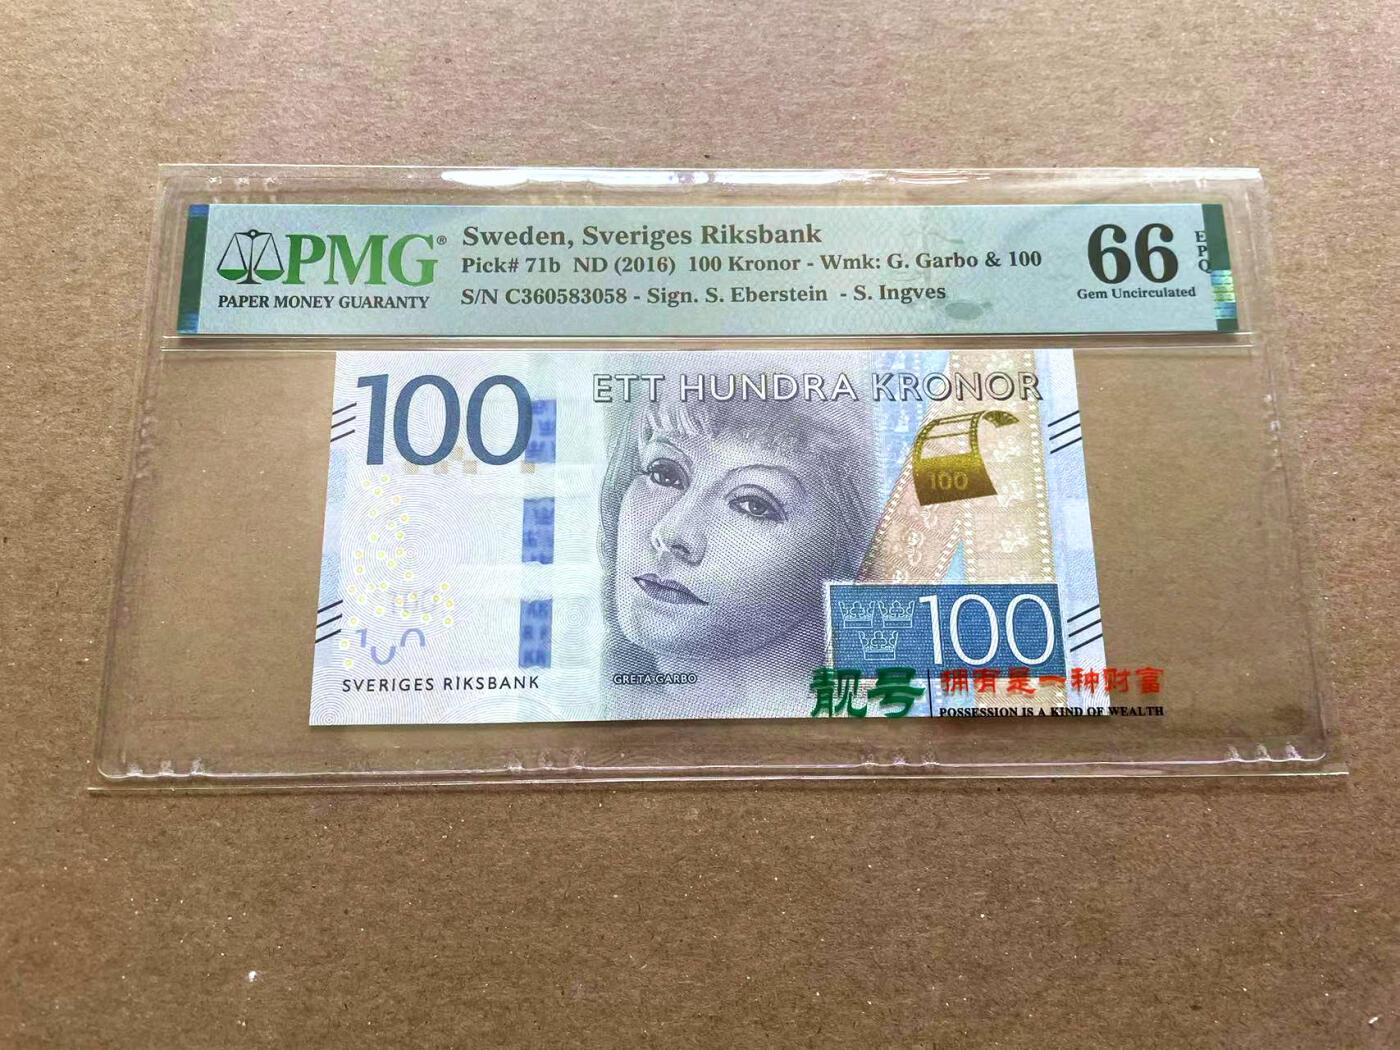 PMG®
PAPER MONEY GUARANTY
Sweden, Sveriges Riksbank
Pick# 71b ND (2016) 100 Kronor - Wmk: G. Garbo & 100
S/N C360583058 - Sign. S. Eberstein - S. Ingves
66
Gem Uncirculated
EPQ
100
ETT HUNDRA KRONOR
100
100
100
SVERIGES RIKSBANK
GRETA GARBO
靓号
拥有是一种财富
POSSESSION IS A KIND OF WEALTH